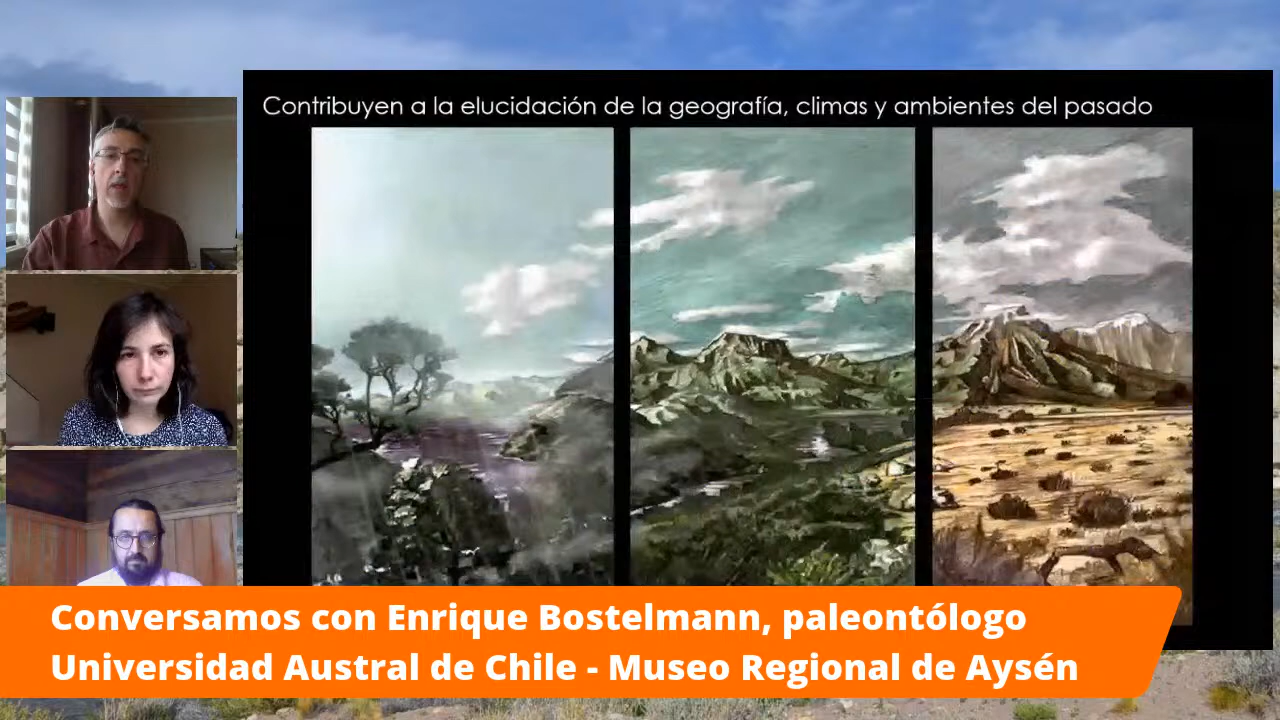 Contribuyen a la elucidación de la geografía, climas y ambientes del pasado
Conversamos con Enrique Bostelmann, paleontólogo
Universidad Austral de Chile - Museo Regional de Aysén